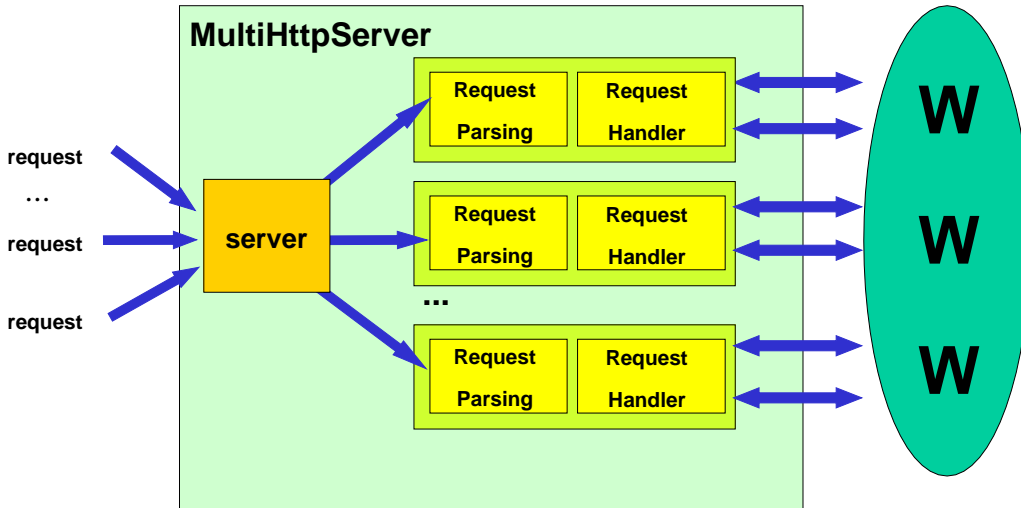 MultiHttpServer
request
...
request
request
server
Request
Parsing
Request
Handler
Request
Parsing
Request
Handler
...
Request
Parsing
Request
Handler
W
W
W